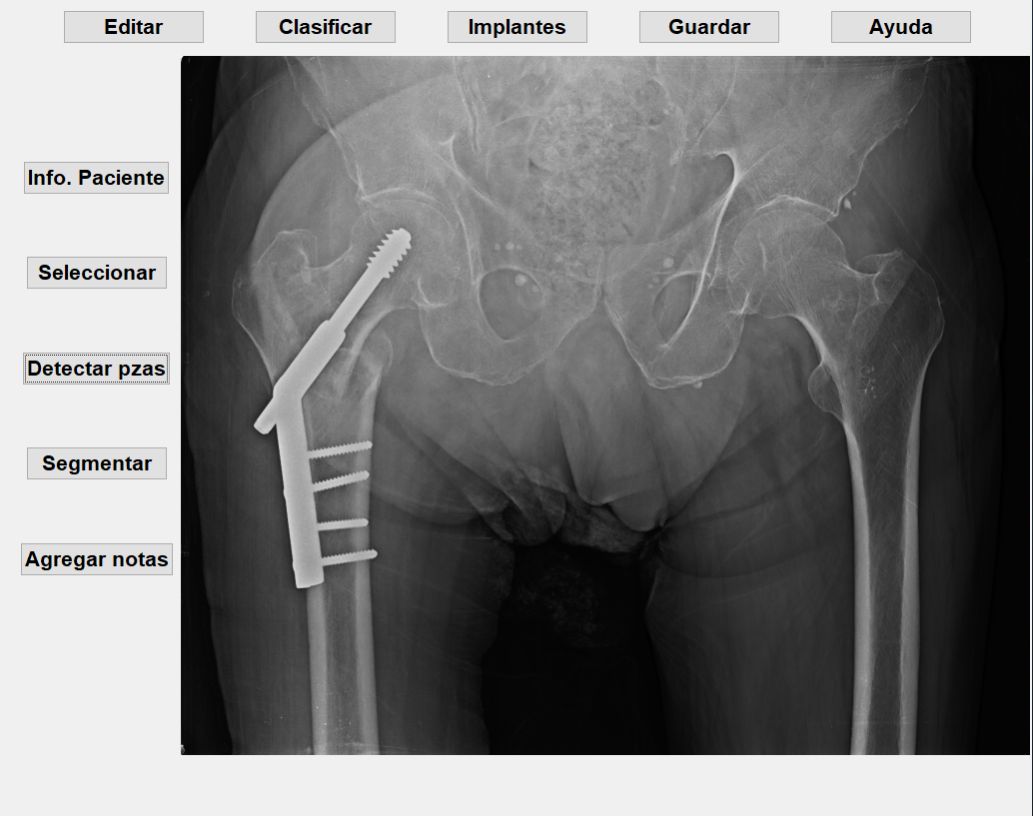 Editar
Clasificar
Implantes
Guardar
Ayuda
Info. Paciente
Seleccionar
Detectar pzas
Segmentar
Agregar notas